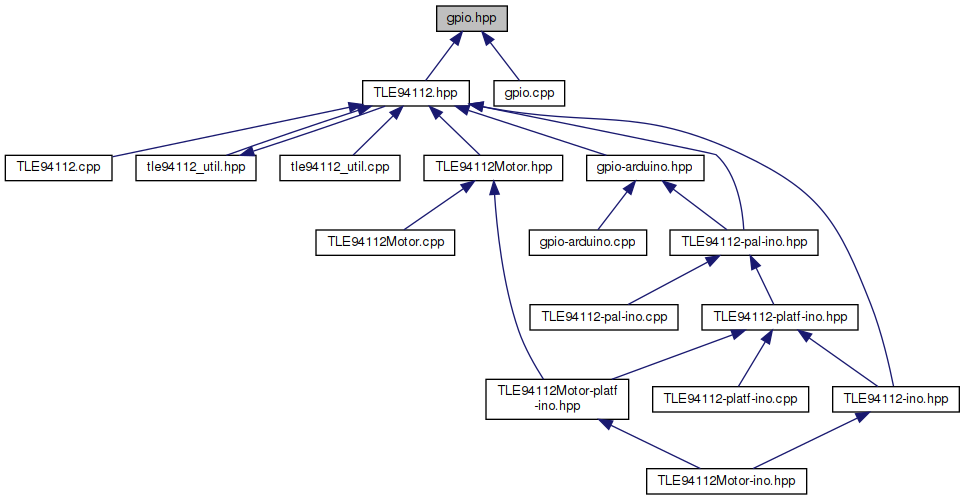 gpio.hpp
TLE94112.hpp
gpio.cpp
TLE94112.cpp
tle94112_util.hpp
tle94112_util.cpp
TLE94112Motor.hpp
gpio-arduino.hpp
TLE94112Motor.cpp
gpio-arduino.cpp
TLE94112-pal-ino.hpp
TLE94112-pal-ino.cpp
TLE94112-platf-ino.hpp
TLE94112Motor-platf
-ino.hpp
TLE94112-platf-ino.cpp
TLE94112-ino.hpp
TLE94112Motor-ino.hpp